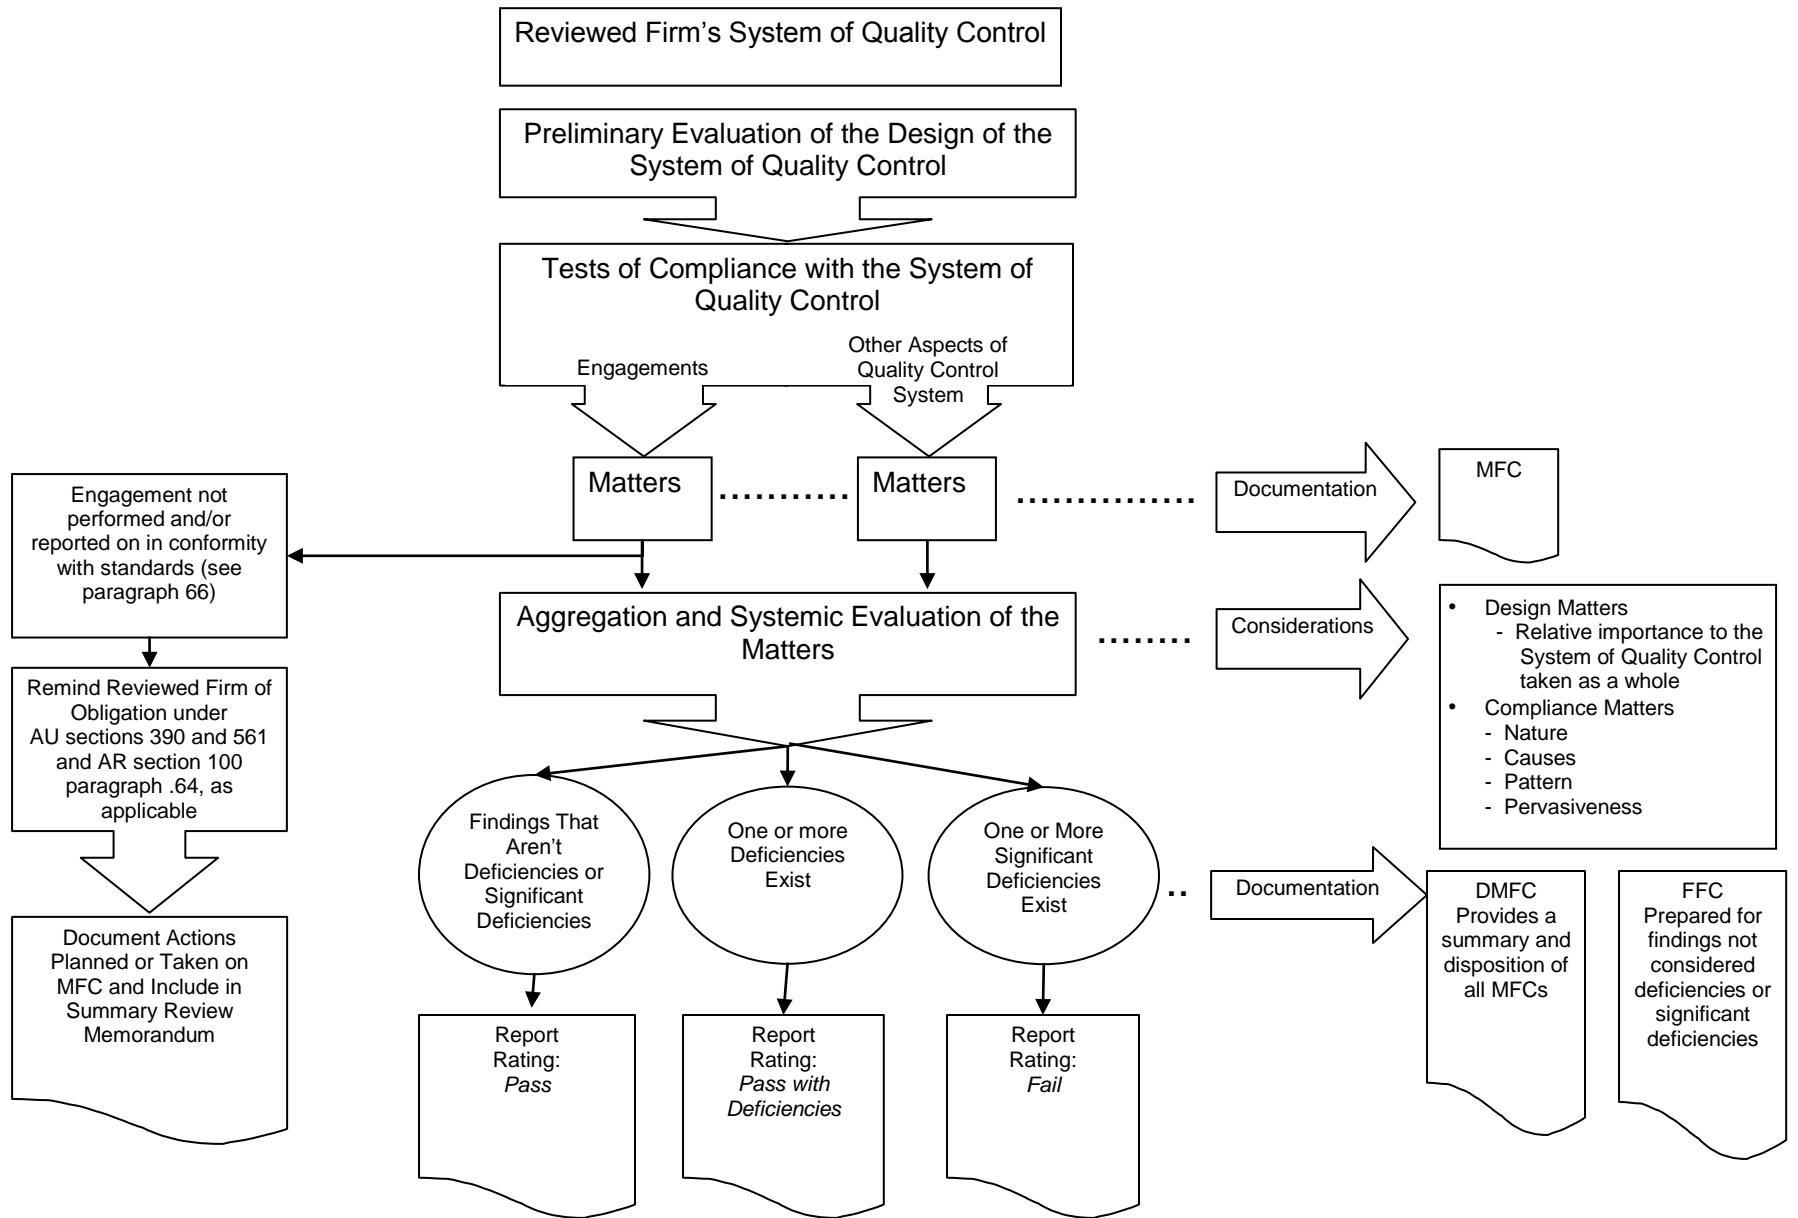 Reviewed Firm’s System of Quality Control
Preliminary Evaluation of the Design of the
System of Quality Control
Tests of Compliance with the System of
Quality Control
Engagements
Other Aspects of
Quality Control
System
Matters
Matters
Documentation
MFC
Engagement not
performed and/or
reported on in conformity
with standards (see
paragraph 66)
Aggregation and Systemic Evaluation of the
Matters
Considerations
• Design Matters
- Relative importance to the
System of Quality Control
taken as a whole
• Compliance Matters
- Nature
- Causes
- Pattern
- Pervasiveness
Remind Reviewed Firm of
Obligation under
AU sections 390 and 561
and AR section 100
paragraph .64, as
applicable
Findings That
Aren’t
Deficiencies or
Significant
Deficiencies
One or more
Deficiencies
Exist
One or More
Significant
Deficiencies
Exist
Documentation
DMFC
Provides a
summary and
disposition of
all MFCs
FFC
Prepared for
findings not
considered
deficiencies or
significant
deficiencies
Document Actions
Planned or Taken on
MFC and Include in
Summary Review
Memorandum
Report
Rating:
Pass
Report
Rating:
Pass with
Deficiencies
Report
Rating:
Fail